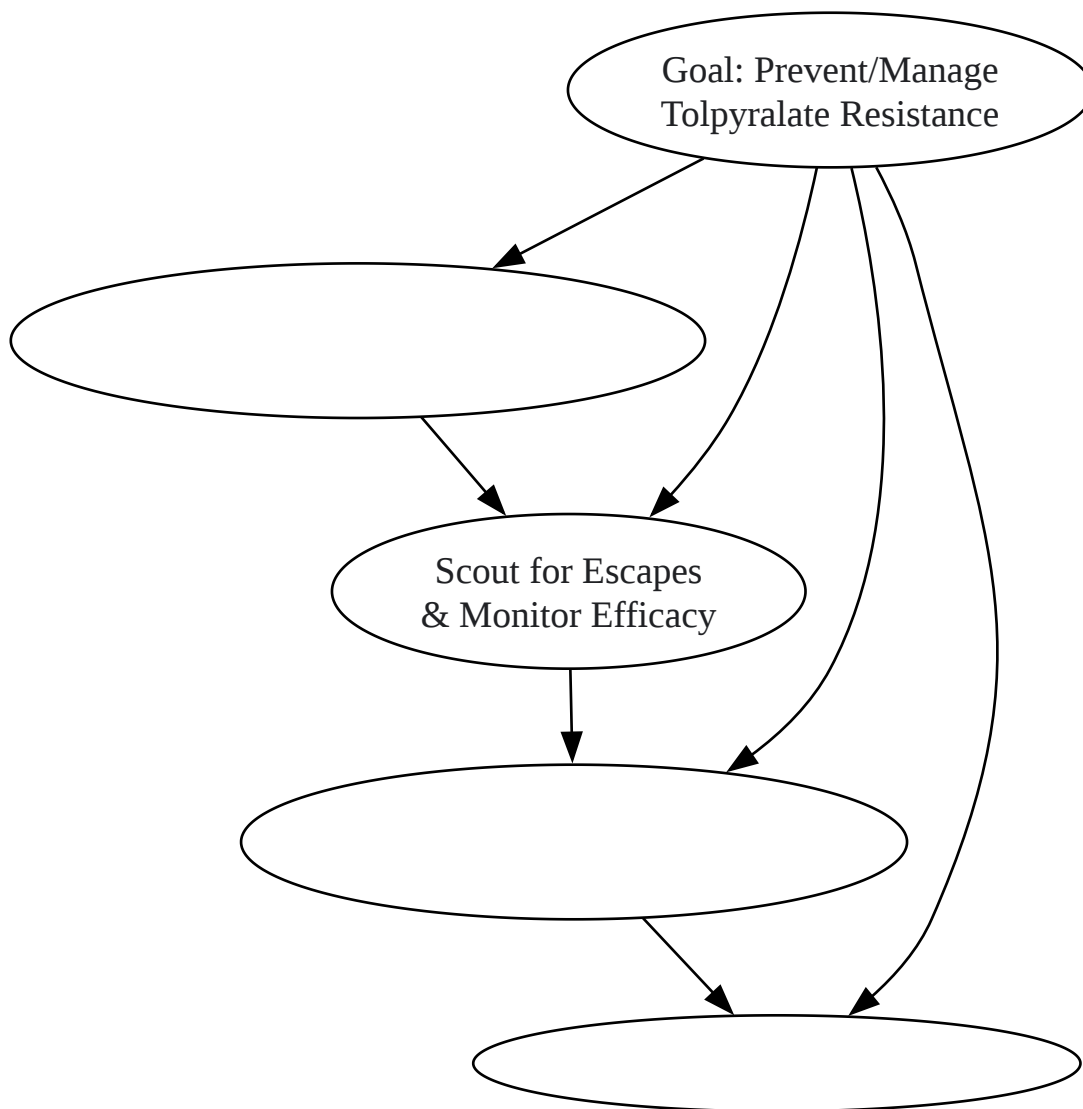 Goal: Prevent/Manage
Tolpyralate Resistance
Scout for Escapes
& Monitor Efficacy